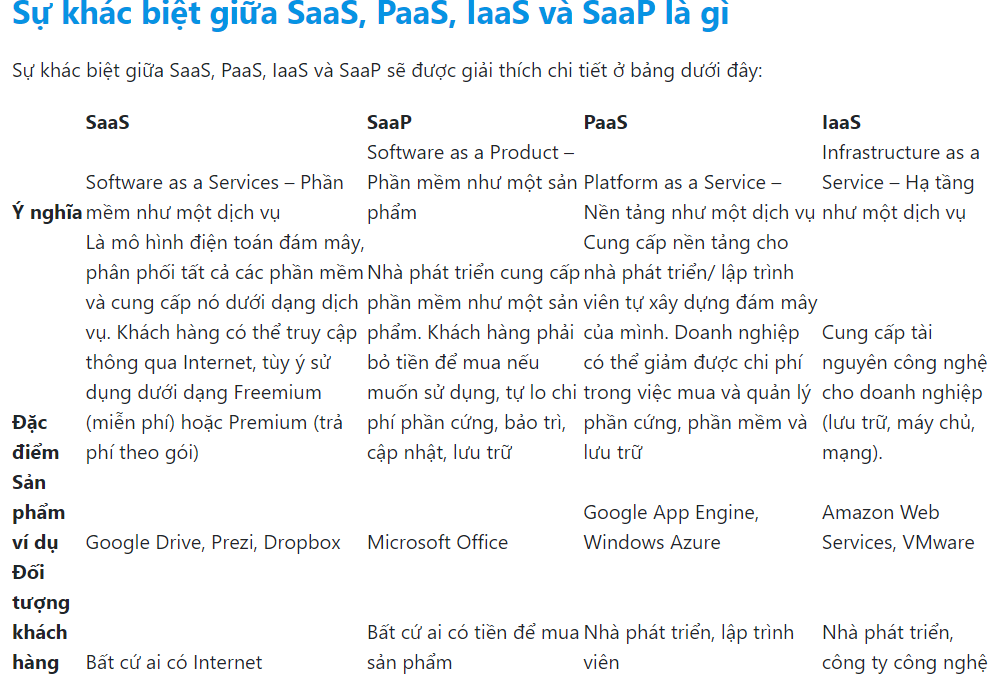 Sự khác biệt giữa SaaS, PaaS, IaaS và SaaP là gì
Sự khác biệt giữa SaaS, PaaS, IaaS và SaaP sẽ được giải thích chi tiết ở bảng dưới đây:
SaaS
SaaP
PaaS
IaaS
Ý nghĩa
Software as a Services – Phần
mềm như một dịch vụ
Software as a Product –
Phần mềm như một sản
phẩm
Platform as a Service –
Nền tảng như một dịch vụ
Infrastructure as a
Service – Hạ tầng
như một dịch vụ
Đặc
điểm
Là mô hình điện toán đám mây,
phân phối tất cả các phần mềm
và cung cấp nó dưới dạng dịch
vụ. Khách hàng có thể truy cập
thông qua Internet, tùy ý sử
dụng dưới dạng Freemium
(miễn phí) hoặc Premium (trả
phí theo gói)
Nhà phát triển cung cấp
phần mềm như một sản
phẩm. Khách hàng phải
bỏ tiền để mua nếu
muốn sử dụng, tự lo chi
phí phần cứng, bảo trì,
cập nhật, lưu trữ
Cung cấp nền tảng cho
nhà phát triển/ lập trình
viên tự xây dựng đám mây
của mình. Doanh nghiệp
có thể giảm được chi phí
trong việc mua và quản lý
phần cứng, phần mềm và
lưu trữ
Cung cấp tài
nguyên công nghệ
cho doanh nghiệp
(lưu trữ, máy chủ,
mạng).
Sản
phẩm
ví dụ
Google Drive, Prezi, Dropbox
Microsoft Office
Google App Engine,
Windows Azure
Amazon Web
Services, VMware
Đối
tượng
khách
hàng
Bất cứ ai có Internet
Bất cứ ai có tiền để mua
sản phẩm
Nhà phát triển, lập trình
viên
Nhà phát triển,
công ty công nghệ